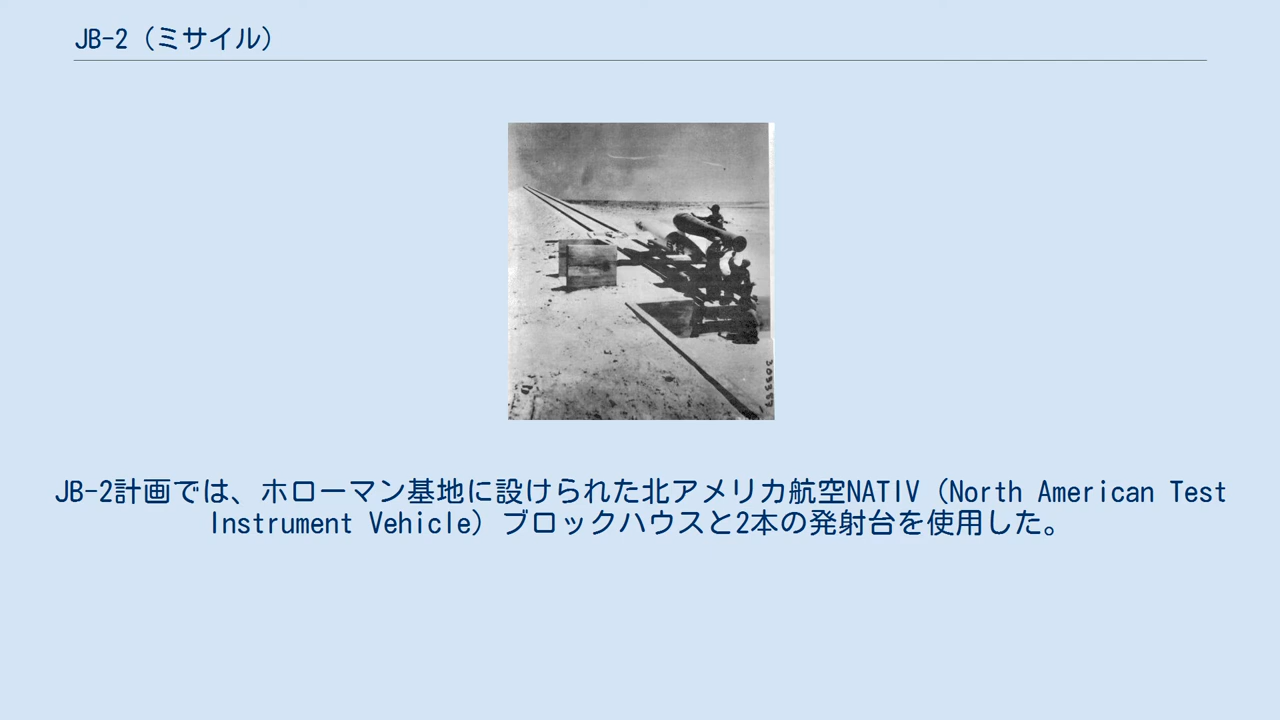 JB-2（ミサイル）
JB-2計画では、ホローマン基地に設けられた北アメリカ航空NATIV（North American Test
Instrument Vehicle）ブロックハウスと2本の発射台を使用した。